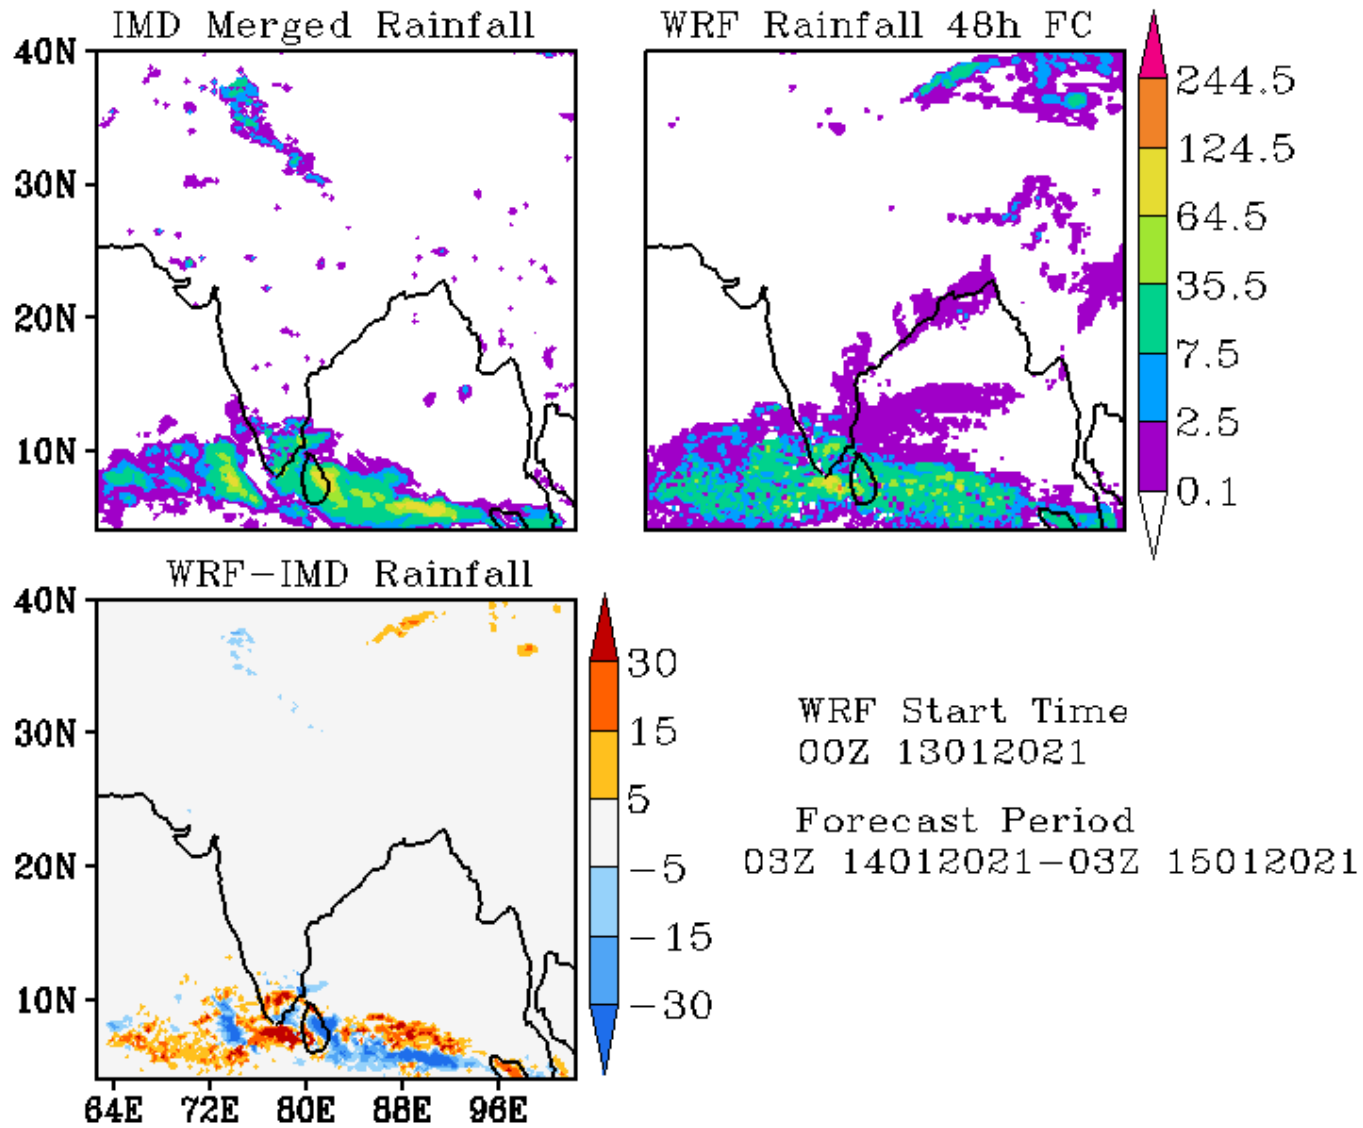 IMD Merged Rainfall
WRF Rainfall 48h FC
40N
30N
20N
10N
244.5
124.5
64.5
35.5
7.5
2.5
0.1
WRF-IMD Rainfall
40N
30N
20N
10N
64E 72E 80E 88E 96E
30
15
5
-5
-15
-30
WRF Start Time
00Z 13012021
Forecast Period
03Z 14012021-03Z 15012021